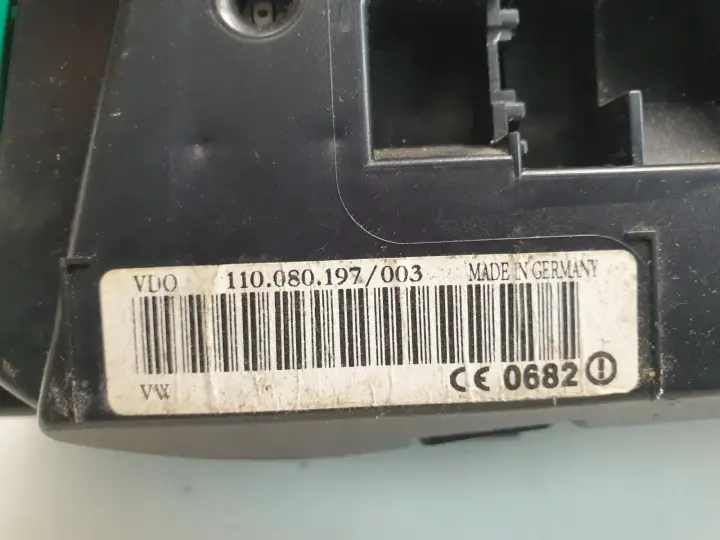 VDO 110.080.197/003 MADE IN GERMANY
VW CE 0682